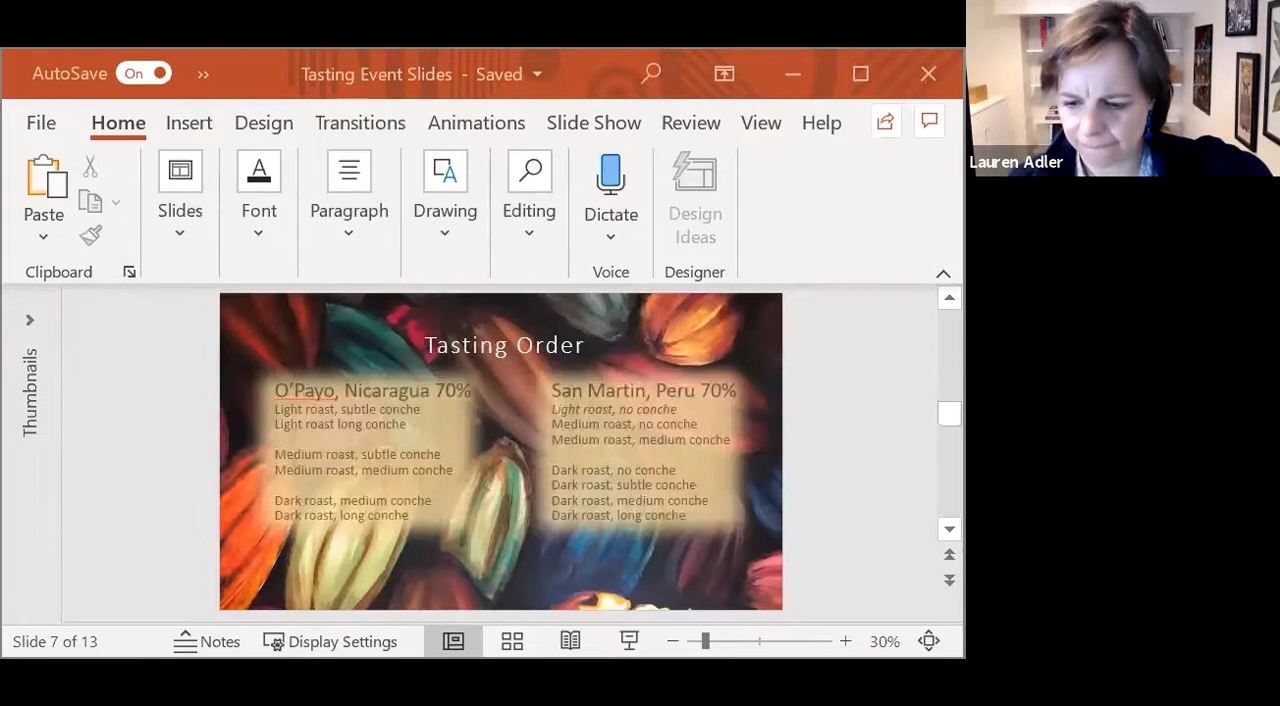 AutoSave On » Tasting Event Slides - Saved
File Home Insert Design Transitions Animations Slide Show Review View Help
Lauren Adler
Paste Slides Font Paragraph Drawing Editing Dictate Design
Ideas
Clipboard Voice Designer
Thumbnails
Tasting Order
O'Payo, Nicaragua 70%
Light roast, subtle conche
Light roast long conche
Medium roast, subtle conche
Medium roast, medium conche
Dark roast, medium conche
Dark roast, long conche
San Martin, Peru 70%
Light roast, no conche
Medium roast, no conche
Medium roast, medium conche
Dark roast, no conche
Dark roast, subtle conche
Dark roast, medium conche
Dark roast, long conche
Slide 7 of 13 Notes Display Settings 30%